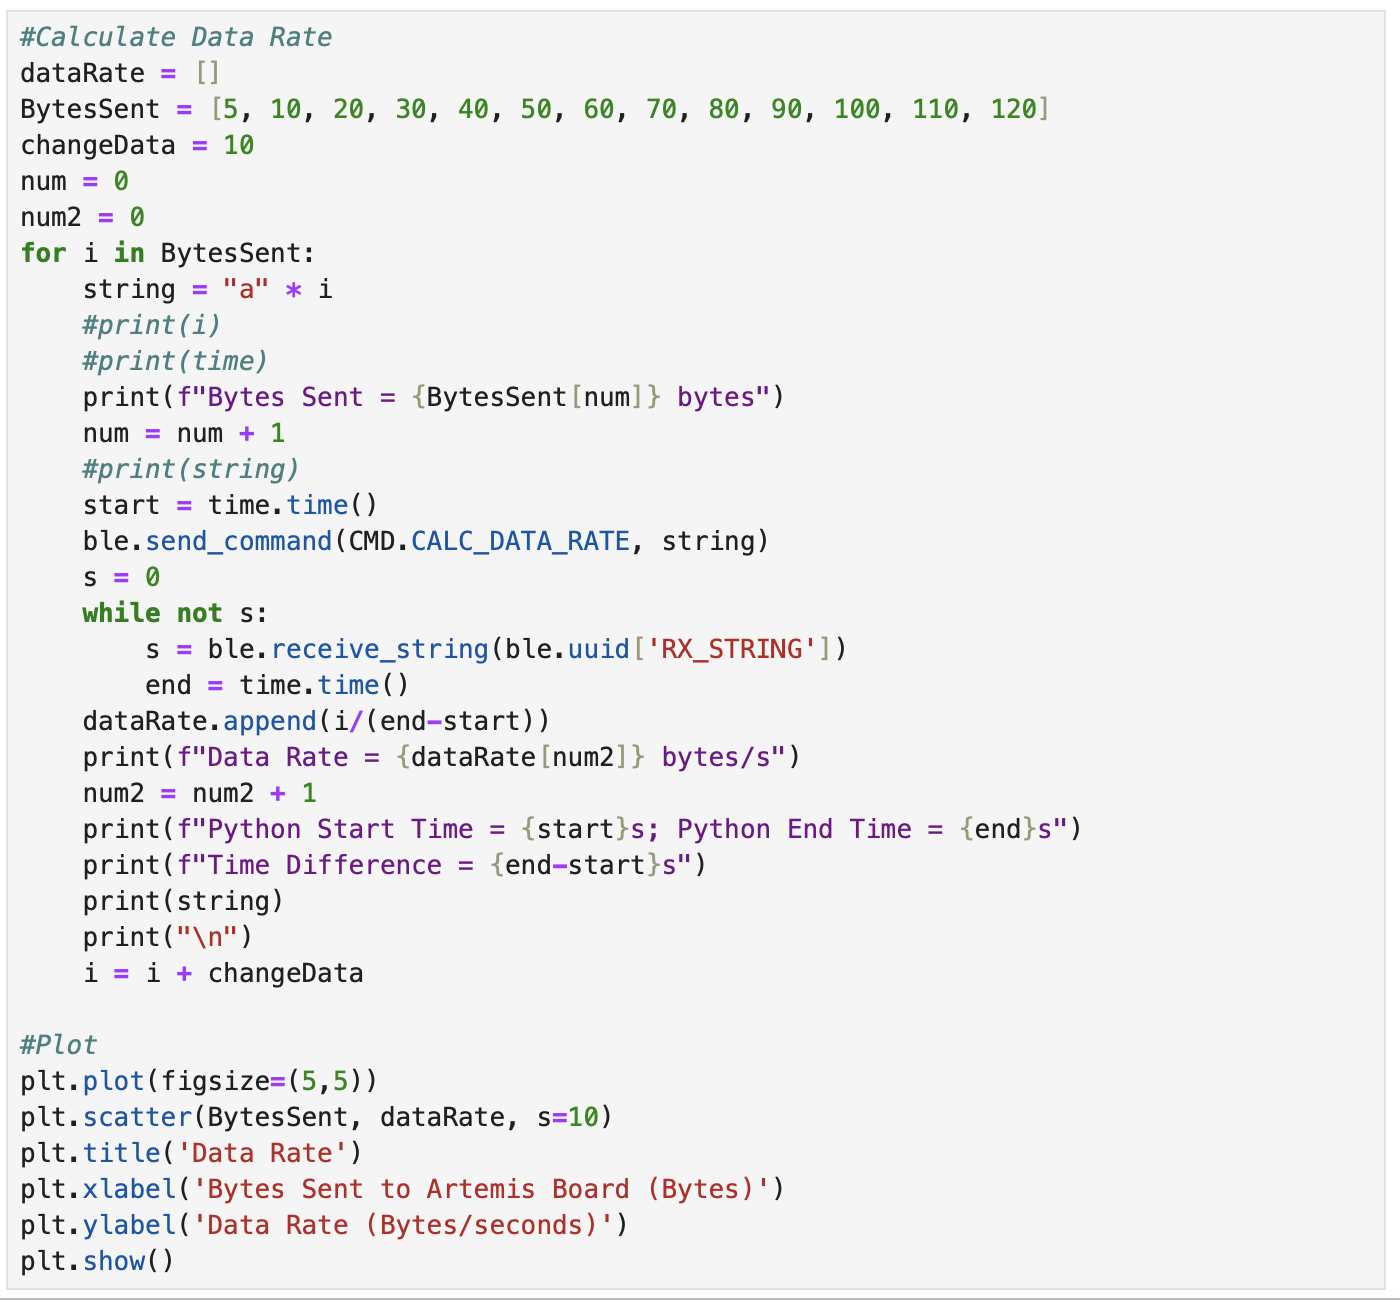 #Calculate Data Rate
dataRate = []
BytesSent = [5, 10, 20, 30, 40, 50, 60, 70, 80, 90, 100, 110, 120]
changeData = 10
num = 0
num2 = 0
for i in BytesSent:
    string = "a" * i
    #print(i)
    #print(time)
    print(f"Bytes Sent = {BytesSent[num]} bytes")
    num = num + 1
    #print(string)
    start = time.time()
    ble.send_command(CMD.CALC_DATA_RATE, string)
    s = 0
    while not s:
        s = ble.receive_string(ble.uuid['RX_STRING'])
        end = time.time()
    dataRate.append(i/(end-start))
    print(f"Data Rate = {dataRate[num2]} bytes/s")
    num2 = num2 + 1
    print(f"Python Start Time = {start}s; Python End Time = {end}s")
    print(f"Time Difference = {end-start}s")
    print(string)
    print("\n")
    i = i + changeData

#Plot
plt.plot(figsize=(5,5))
plt.scatter(BytesSent, dataRate, s=10)
plt.title('Data Rate')
plt.xlabel('Bytes Sent to Artemis Board (Bytes)')
plt.ylabel('Data Rate (Bytes/seconds)')
plt.show()